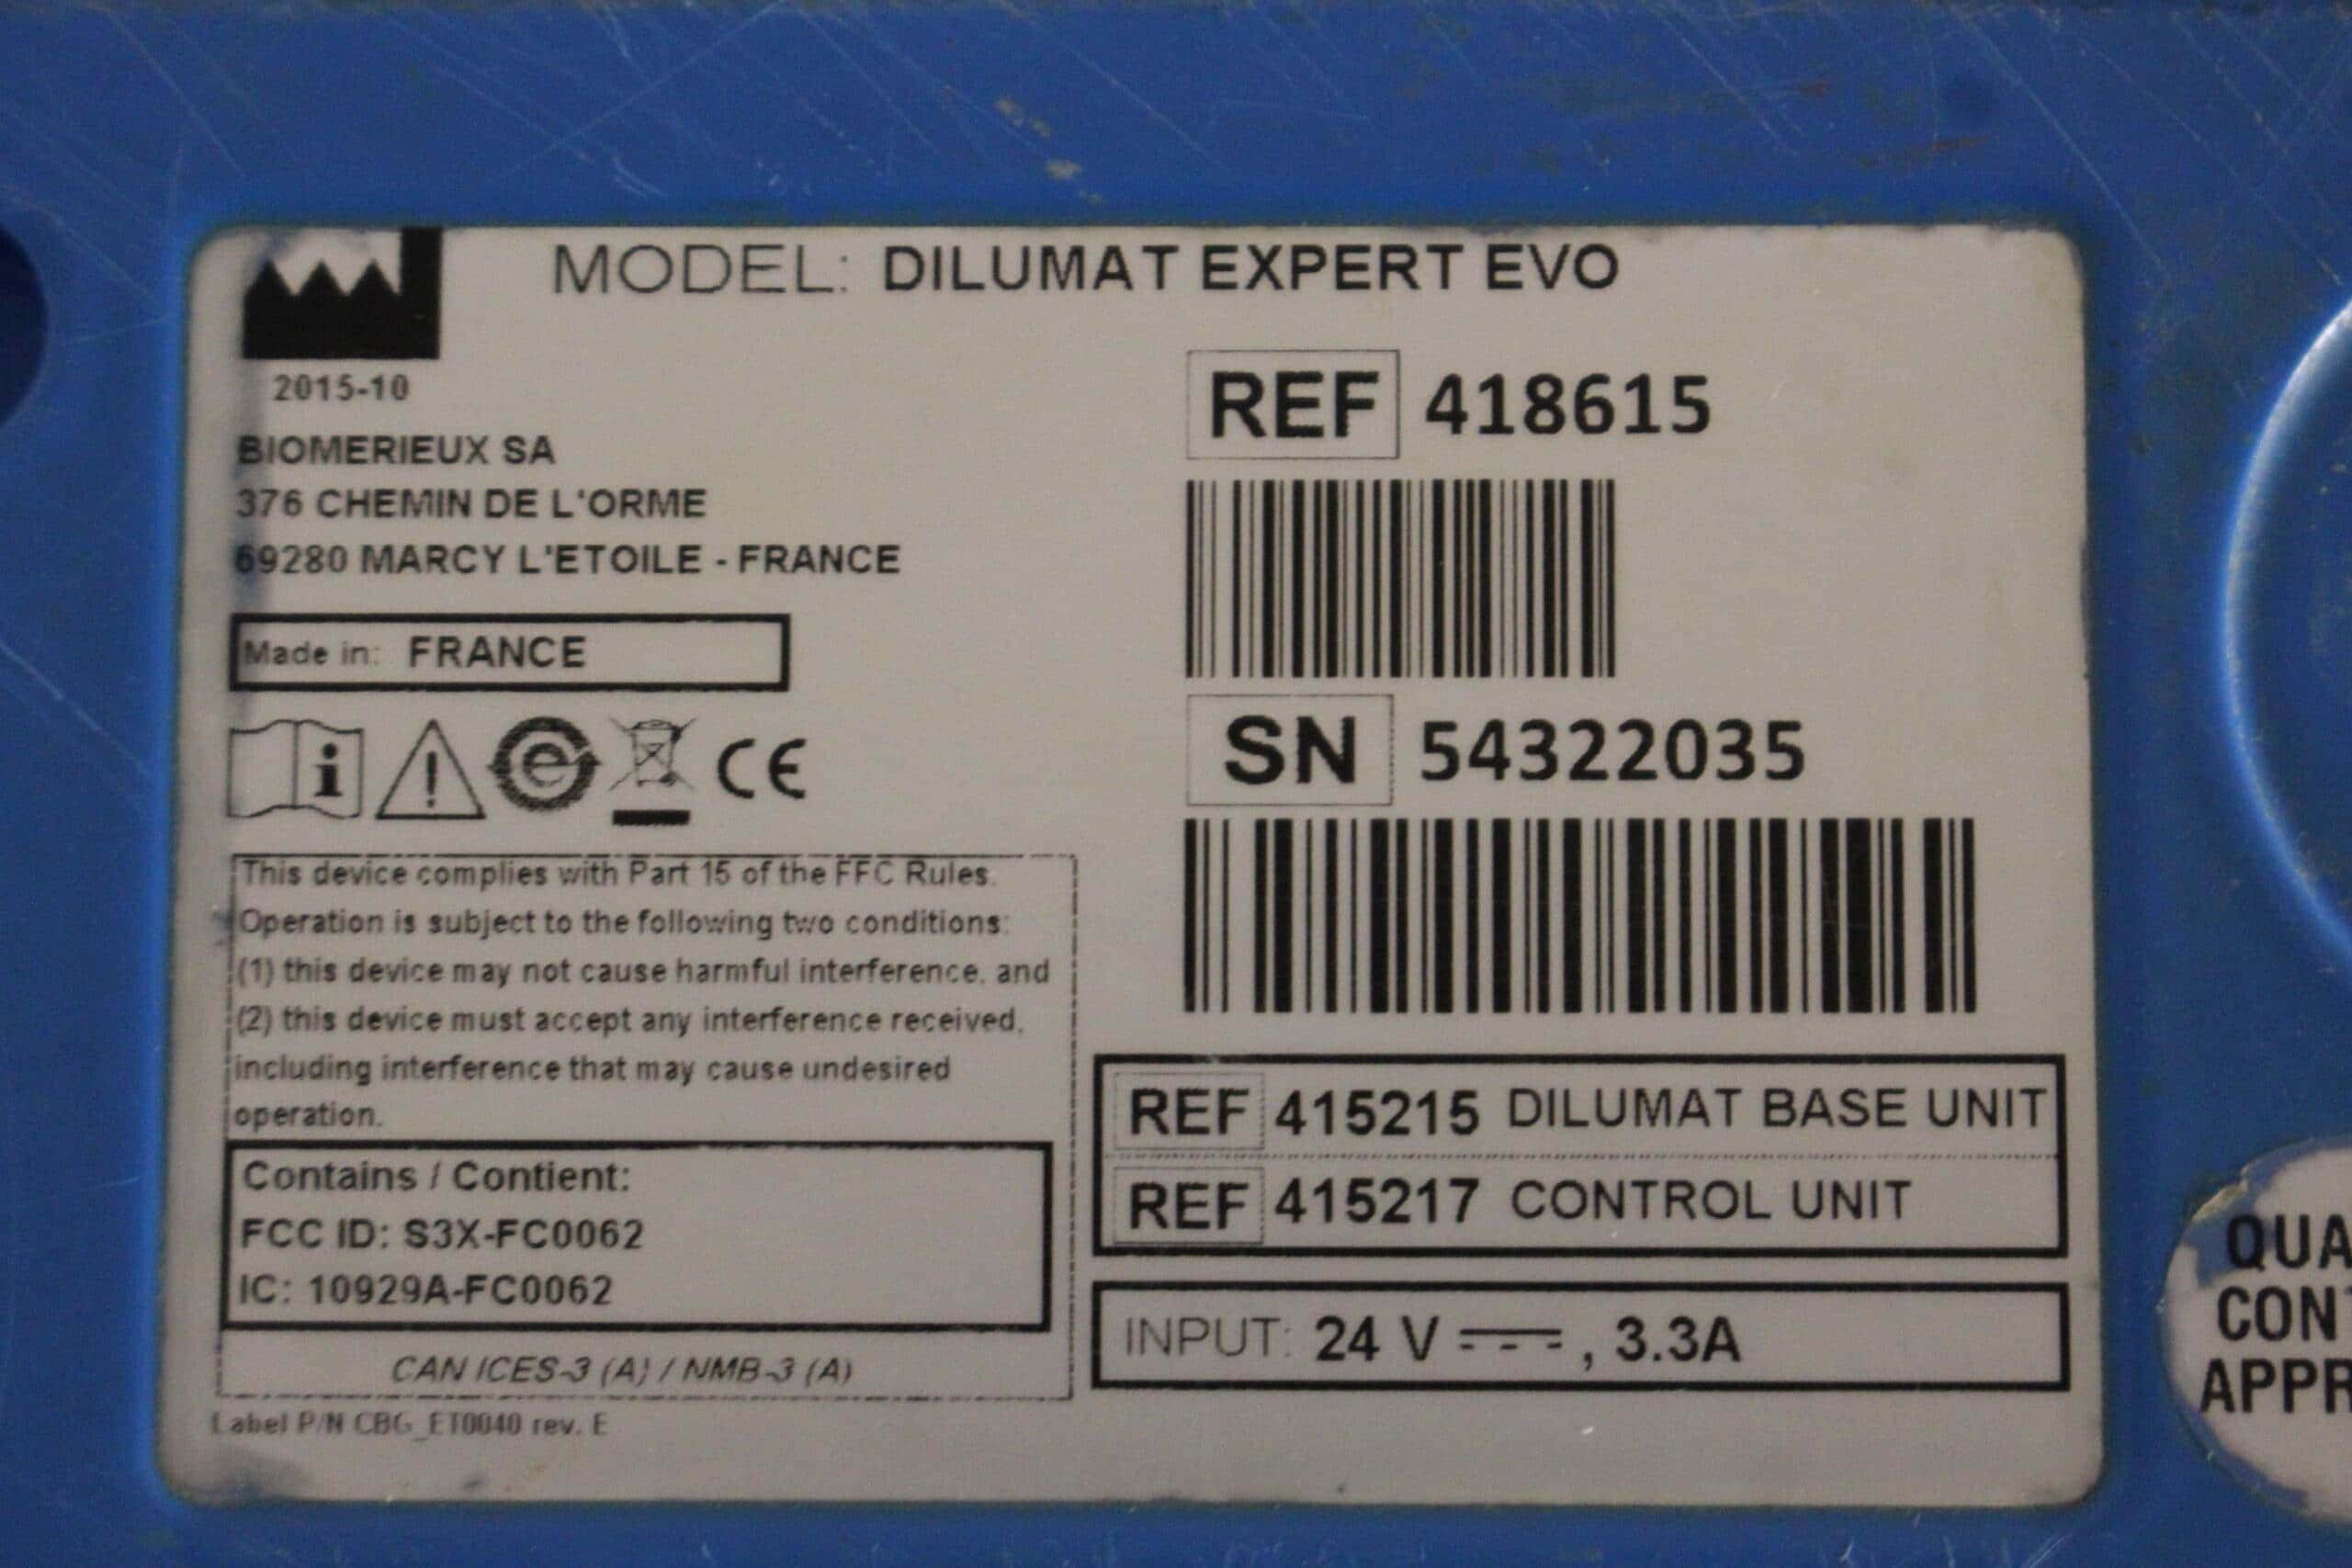 MODEL: DILUMAT EXPERT EVO
2015-10
BIOMERIEUX SA
376 CHEMIN DE L'ORME
69280 MARCY L'ETOILE - FRANCE
Made in: FRANCE
i ! e CE
This device complies with Part 15 of the FFC Rules.
Operation is subject to the following two conditions:
(1) this device may not cause harmful interference, and
(2) this device must accept any interference received,
including interference that may cause undesired
operation.
Contains / Contient:
FCC ID: S3X-FC0062
IC: 10929A-FC0062
CAN ICES-3 (A) / NMB-3 (A)
Label P/N CBG_ET0040 rev. E
REF 418615
SN 54322035
REF 415215 DILUMAT BASE UNIT
REF 415217 CONTROL UNIT
INPUT: 24 V ⎓, 3.3A
QUA
CON
APPR